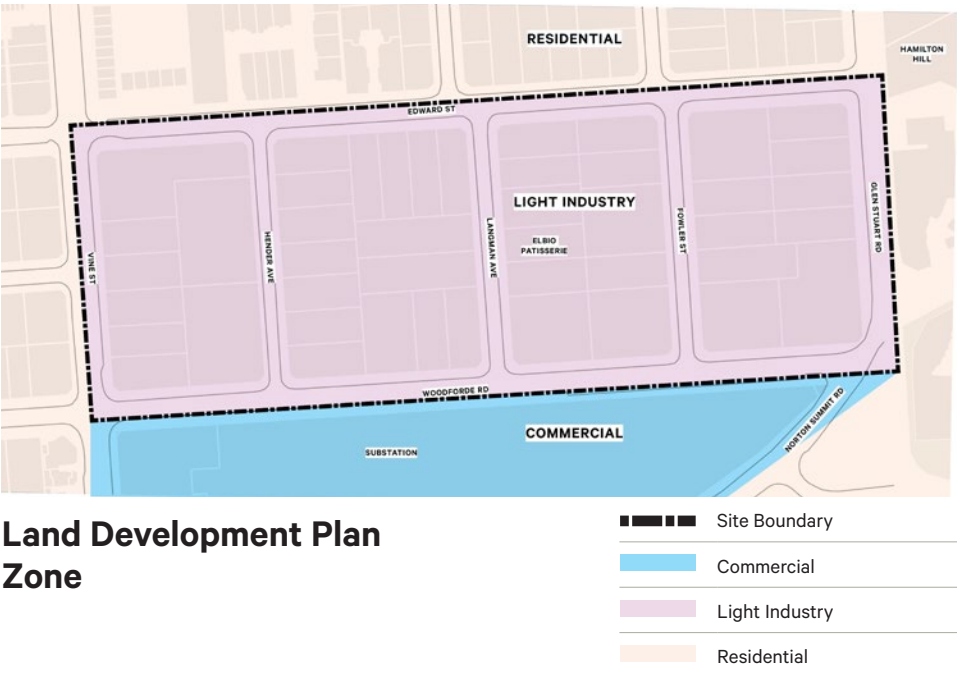 RESIDENTIAL
HAMILTON
HILL
EDWARD ST
LIGHT INDUSTRY
ELBIO
PATISSERIE
VINE ST
HENDER AVE
LANGMAN AVE
FOWLER ST
GLEN STUART RD
WOODFORDE RD
COMMERCIAL
NORTON SUMMIT RD
SUBSTATION
Land Development Plan
Zone
Site Boundary
Commercial
Light Industry
Residential